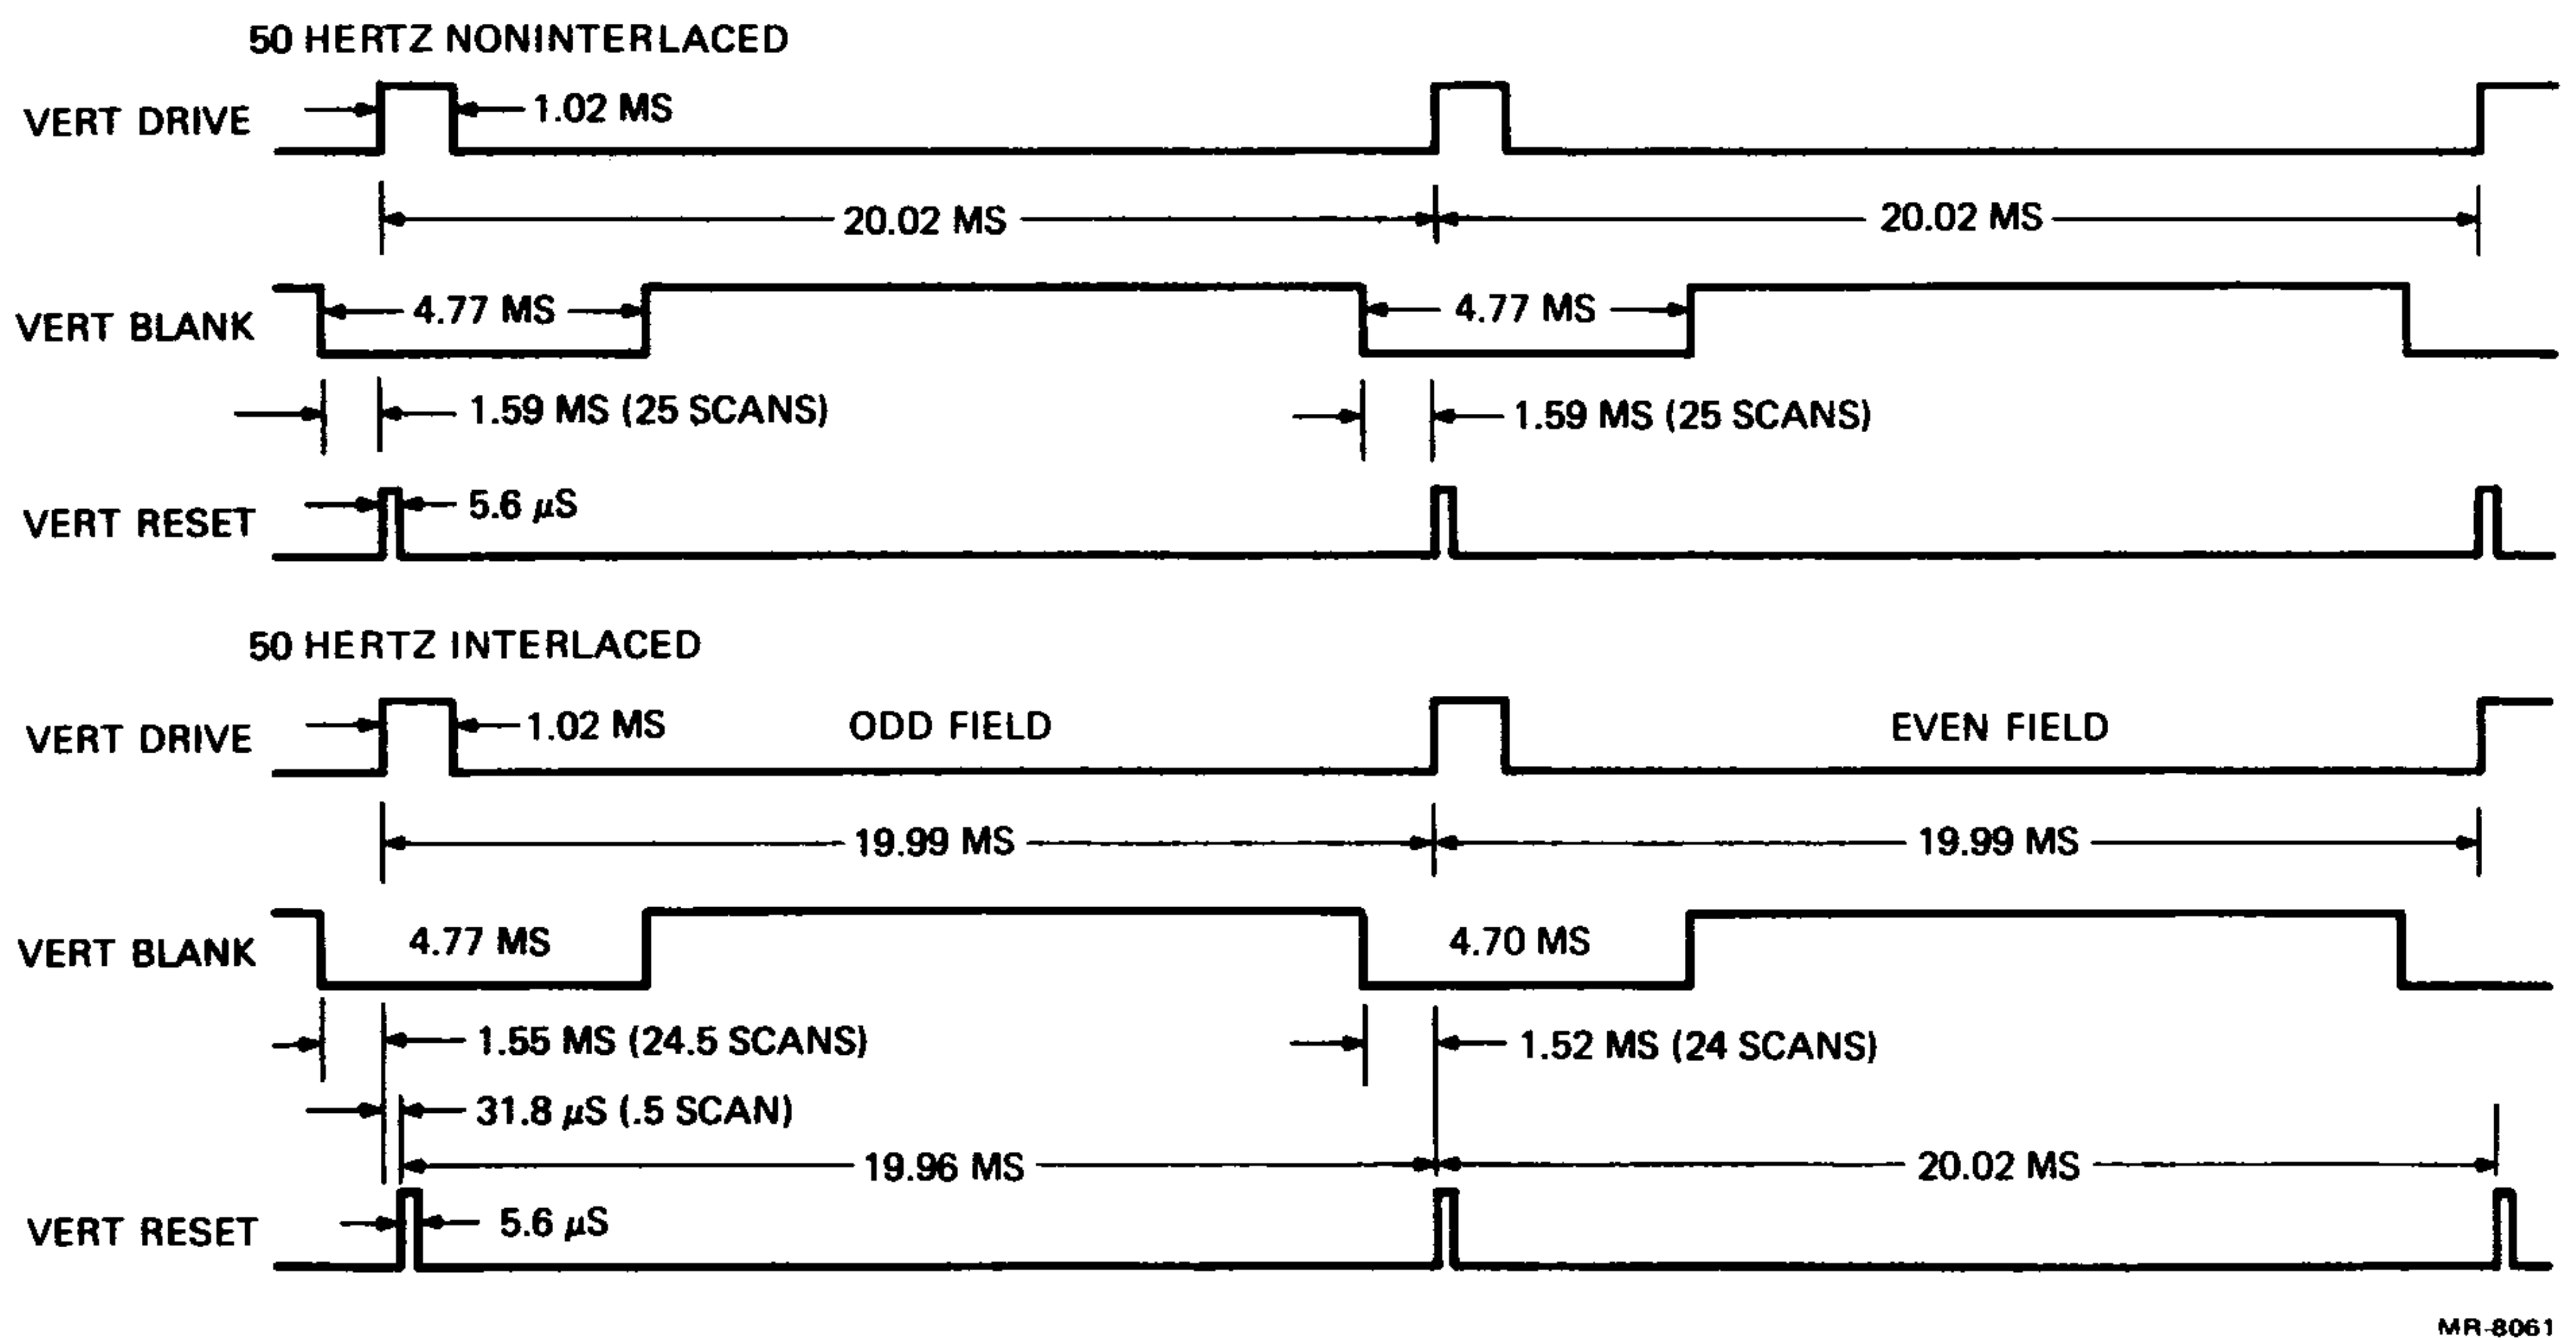 50 HERTZ NONINTERLACED
VERT DRIVE
1.02 MS
20.02 MS
20.02 MS
VERT BLANK
4.77 MS
4.77 MS
1.59 MS (25 SCANS)
1.59 MS (25 SCANS)
VERT RESET
5.6 μS
50 HERTZ INTERLACED
VERT DRIVE
1.02 MS
ODD FIELD
EVEN FIELD
19.99 MS
19.99 MS
VERT BLANK
4.77 MS
4.70 MS
1.55 MS (24.5 SCANS)
1.52 MS (24 SCANS)
31.8 μS (.5 SCAN)
19.96 MS
20.02 MS
VERT RESET
5.6 μS
MR-8061